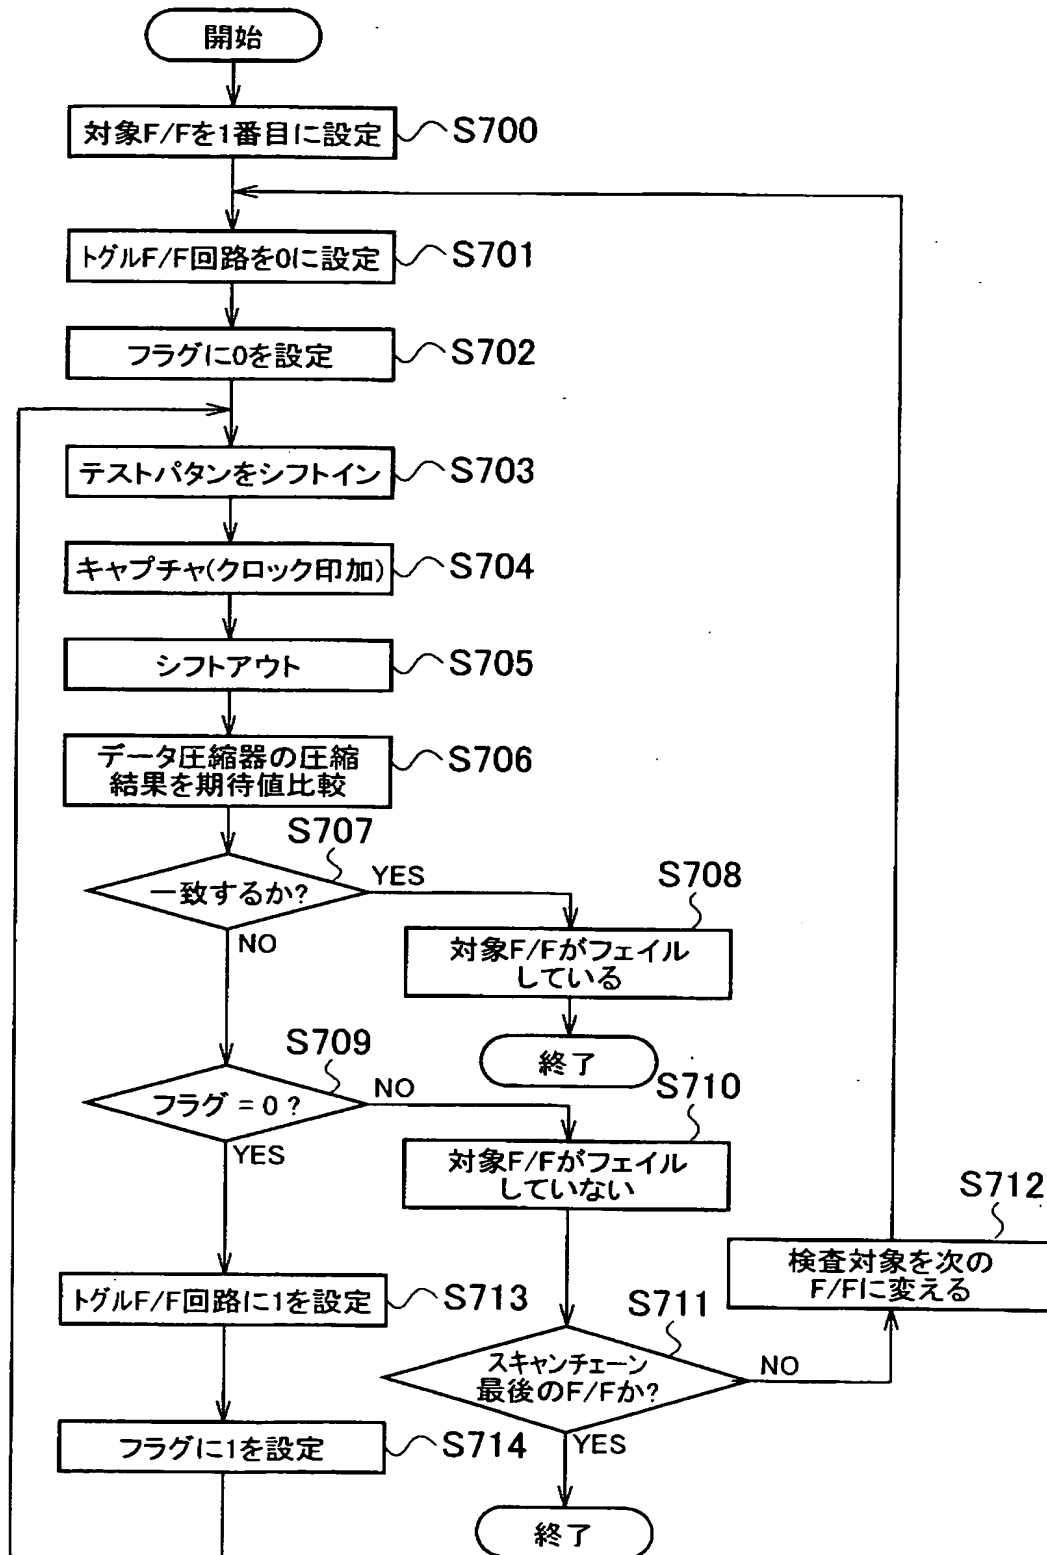 開始
対象F/Fを1番目に設定
S700
トグルF/F回路を0に設定
S701
フラグに0を設定
S702
テストパタンをシフトイン
S703
キャプチャ(クロック印加)
S704
シフトアウト
S705
データ圧縮器の圧縮
結果を期待値比較
S706
S707
一致するか?
YES
NO
S708
対象F/Fがフェイル
している
終了
S709
フラグ = 0 ?
NO
YES
S710
対象F/Fがフェイル
していない
S712
検査対象を次の
F/Fに変える
トグルF/F回路に1を設定
S713
S711
スキャンチェーン
最後のF/Fか?
NO
YES
フラグに1を設定
S714
終了